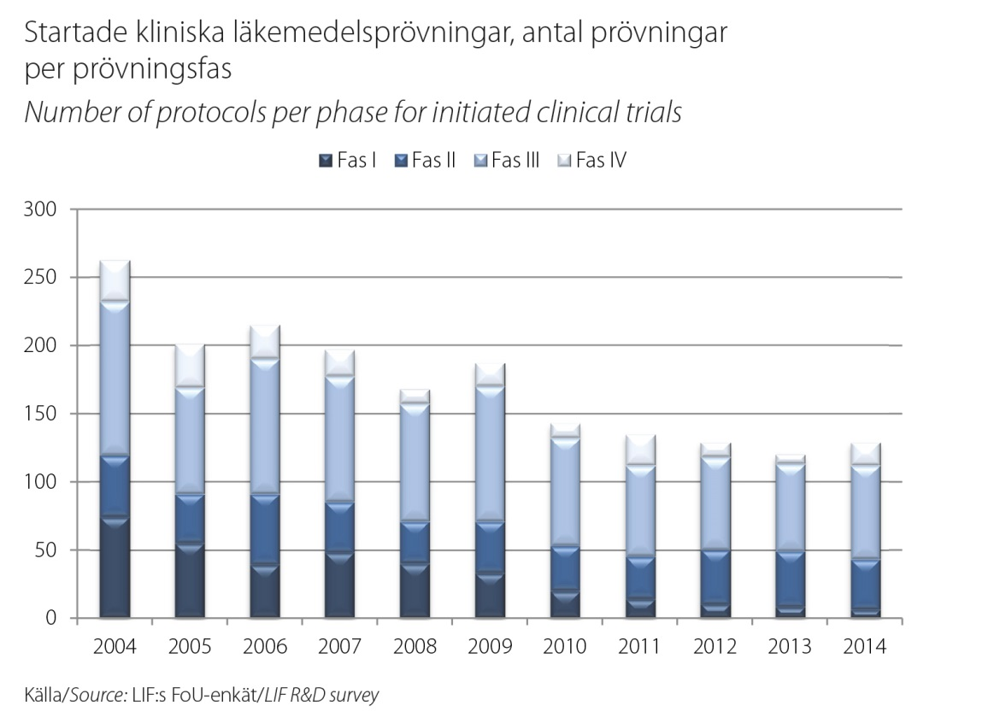 Startade kliniska läkemedelsprövningar, antal prövningar
per prövningsfas
Number of protocols per phase for initiated clinical trials
Fas I Fas II Fas III Fas IV
300
250
200
150
100
50
0
2004 2005 2006 2007 2008 2009 2010 2011 2012 2013 2014
Källa/Source: LIF:s FoU-enkät/LIF R&D survey